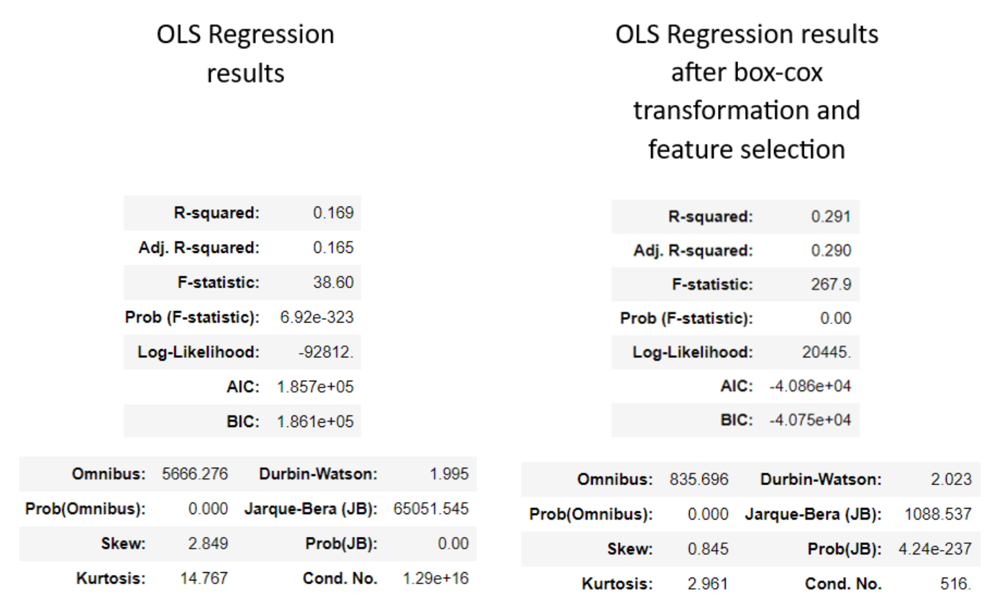 OLS Regression
results
R-squared: 0.169
Adj. R-squared: 0.165
F-statistic: 38.60
Prob (F-statistic): 6.92e-323
Log-Likelihood: -92812.
AIC: 1.857e+05
BIC: 1.861e+05
Omnibus: 5666.276 Durbin-Watson: 1.995
Prob(Omnibus): 0.000 Jarque-Bera (JB): 65051.545
Skew: 2.849 Prob(JB): 0.00
Kurtosis: 14.767 Cond. No. 1.29e+16
OLS Regression results
after box-cox
transformation and
feature selection
R-squared: 0.291
Adj. R-squared: 0.290
F-statistic: 267.9
Prob (F-statistic): 0.00
Log-Likelihood: 20445.
AIC: -4.086e+04
BIC: -4.075e+04
Omnibus: 835.696 Durbin-Watson: 2.023
Prob(Omnibus): 0.000 Jarque-Bera (JB): 1088.537
Skew: 0.845 Prob(JB): 4.24e-237
Kurtosis: 2.961 Cond. No. 516.